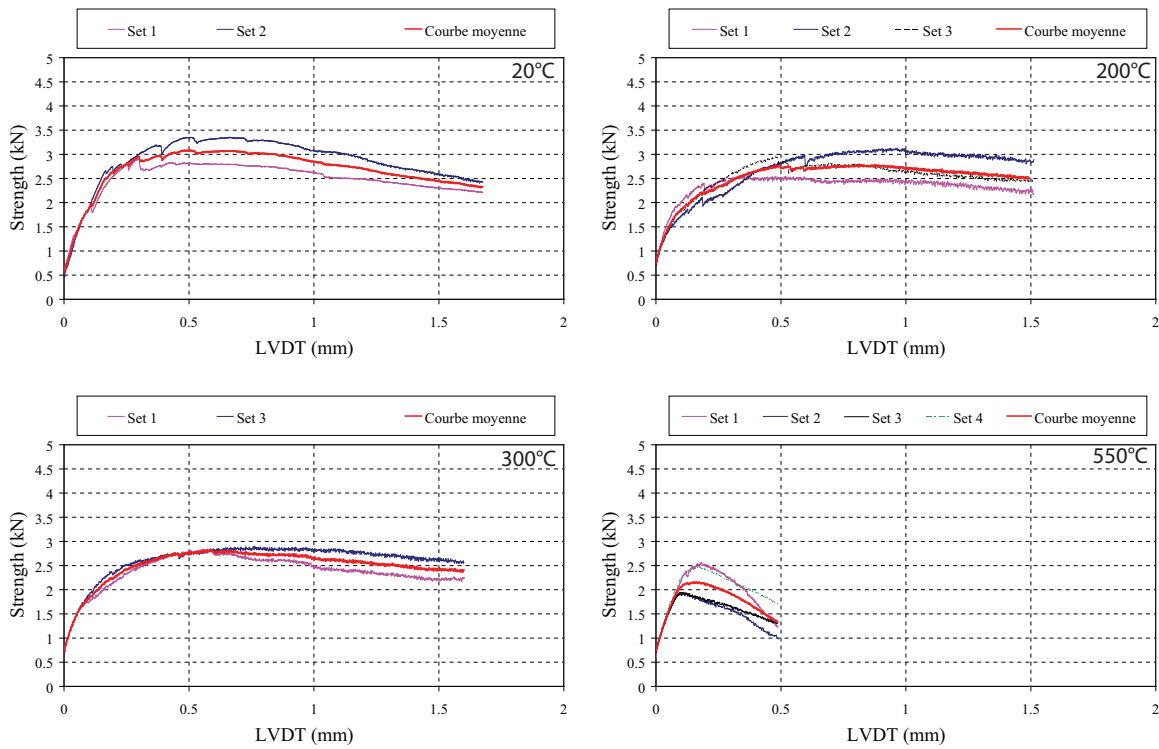 Set 1 Set 2 Courbe moyenne
20°C
5
4.5
4
3.5
3
2.5
2
1.5
1
0.5
0
Strength (kN)
0 0.5 1 1.5 2
LVDT (mm)
Set 1 Set 2 Set 3 Courbe moyenne
200°C
5
4.5
4
3.5
3
2.5
2
1.5
1
0.5
0
Strength (kN)
0 0.5 1 1.5 2
LVDT (mm)
Set 1 Set 3 Courbe moyenne
300°C
5
4.5
4
3.5
3
2.5
2
1.5
1
0.5
0
Strength (kN)
0 0.5 1 1.5 2
LVDT (mm)
Set 1 Set 2 Set 3 Set 4 Courbe moyenne
550°C
5
4.5
4
3.5
3
2.5
2
1.5
1
0.5
0
Strength (kN)
0 0.5 1 1.5 2
LVDT (mm)